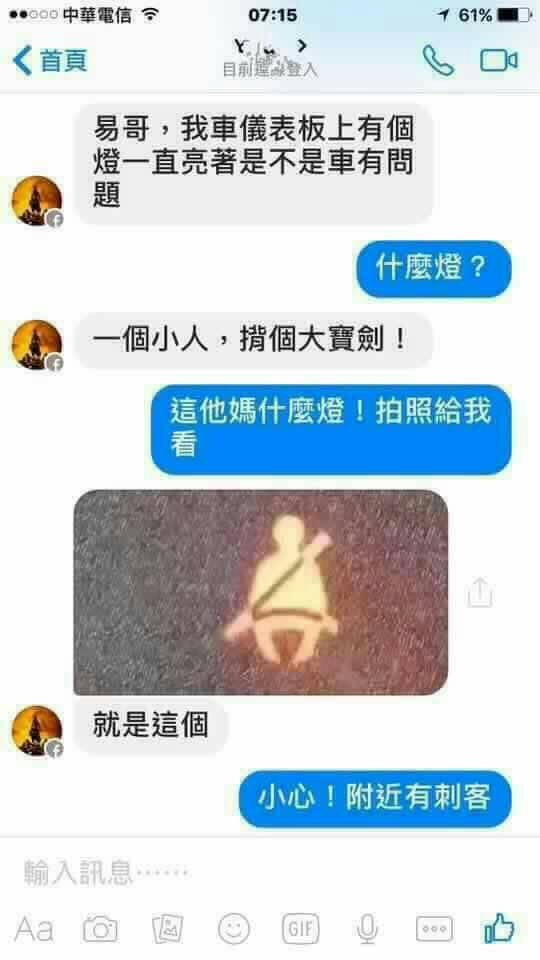 中華電信
07:15
61%
首頁
目前連線登入
易哥，我車儀表板上有個
燈一直亮著是不是車有問
題
什麼燈？
一個小人，揹個大寶劍！
這他媽什麼燈！拍照給我
看
就是這個
小心！附近有刺客
輸入訊息……
Aa
GIF